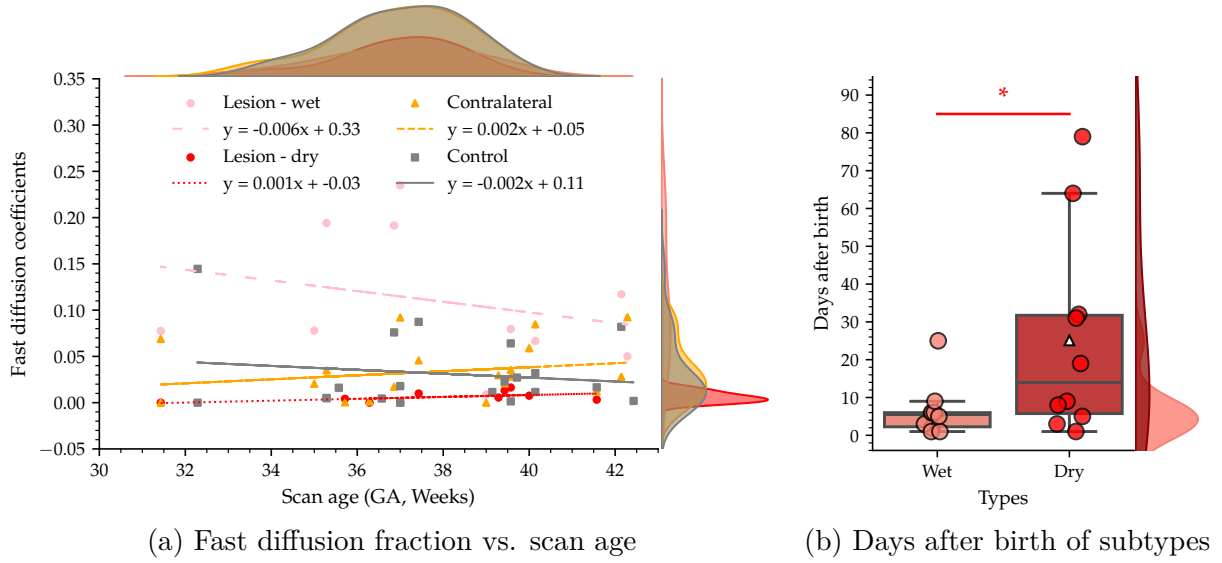 0.35
0.30
0.25
0.20
0.15
0.10
0.05
0.00
−0.05
Fast diffusion coefficients
Lesion - wet
y = -0.006x + 0.33
Lesion - dry
y = 0.001x + -0.03
Contralateral
y = 0.002x + -0.05
Control
y = -0.002x + 0.11
30 32 34 36 38 40 42
Scan age (GA, Weeks)
(a) Fast diffusion fraction vs. scan age
90
80
70
60
50
40
30
20
10
0
Days after birth
*
Wet Dry
Types
(b) Days after birth of subtypes